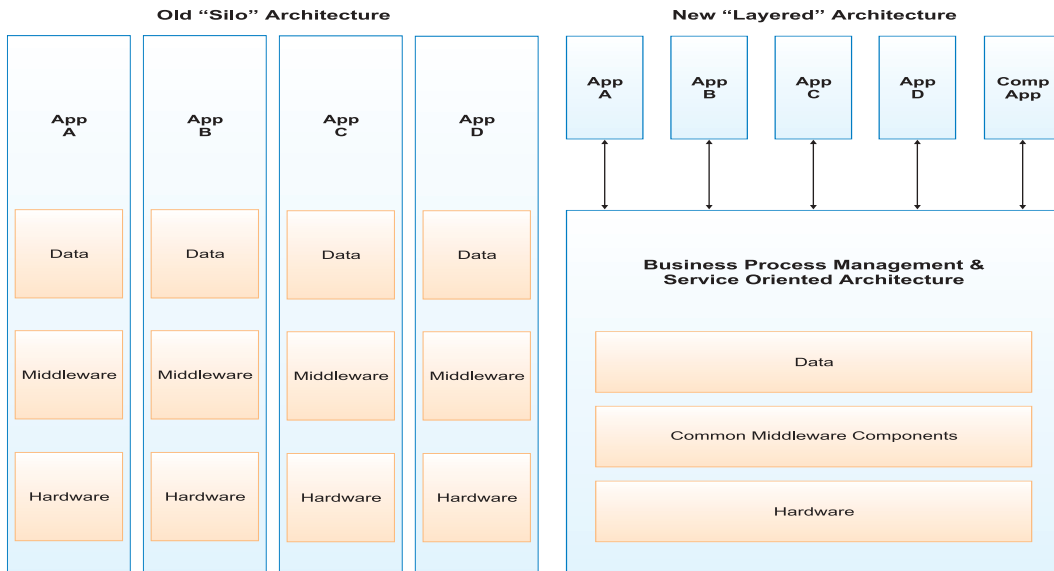 Old “Silo” Architecture
App
A
Data
Middleware
Hardware
App
B
Data
Middleware
Hardware
App
C
Data
Middleware
Hardware
App
D
Data
Middleware
Hardware
New “Layered” Architecture
App
A
App
B
App
C
App
D
Comp
App
Business Process Management &
Service Oriented Architecture
Data
Common Middleware Components
Hardware